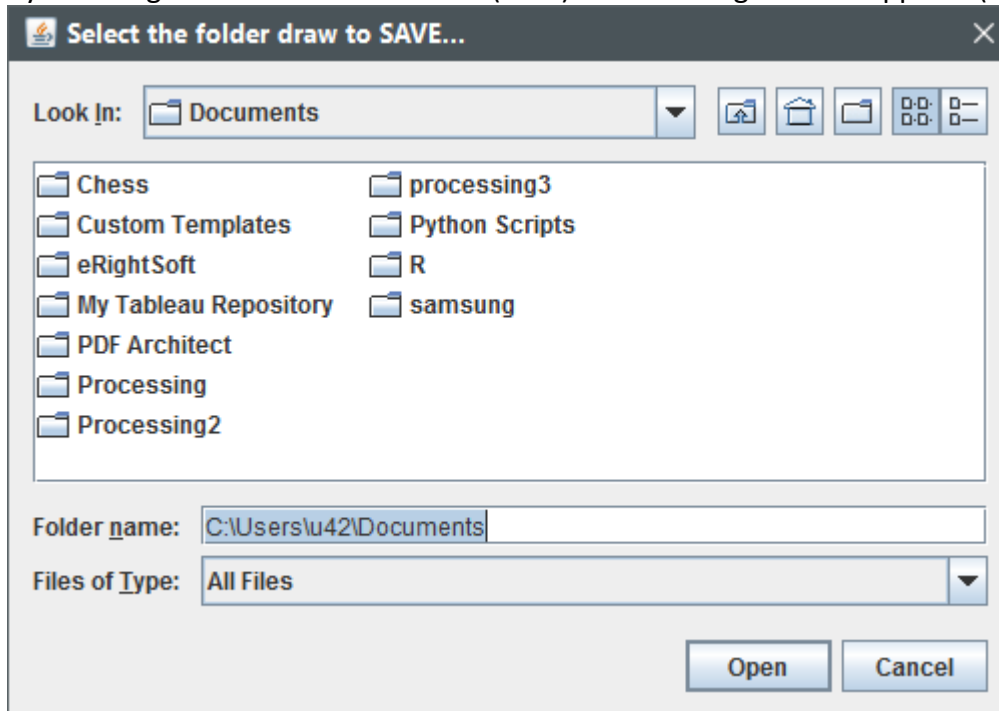 Select the folder draw to SAVE...
Look In: Documents
Chess
processing3
Custom Templates
Python Scripts
eRightSoft
R
My Tableau Repository
samsung
PDF Architect
Processing
Processing2
Folder name: C:\Users\u42\Documents
Files of Type: All Files
Open Cancel